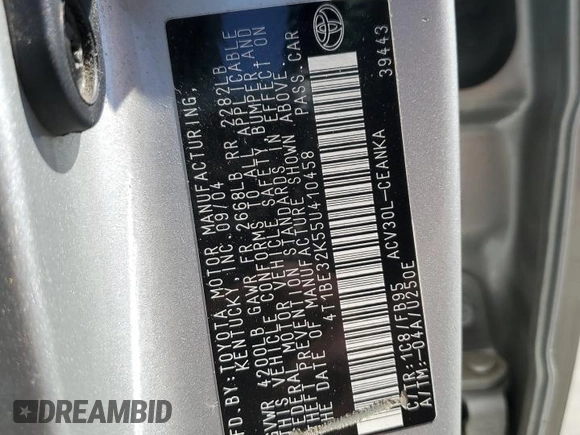 MFD.BY:TOYOTA MOTOR MANUFACTURING,
KENTUCKY, INC. 09/04
GVWR 4200LB GAWR FR 2668LB RR 2282LB
THIS VEHICLE CONFORMS TO ALL APPLICABLE
FEDERAL MOTOR VEHICLE SAFETY, BUMPER AND
THEFT PREVENTION STANDARDS IN EFFECT ON
THE DATE OF MANUFACTURE SHOWN ABOVE.
4T1BE32K55U410458 PASS. CAR
C/TR:1C8/FB95 ACV30L-CEANKA 39443
A/TM:-04A/U250E
DREAMBID